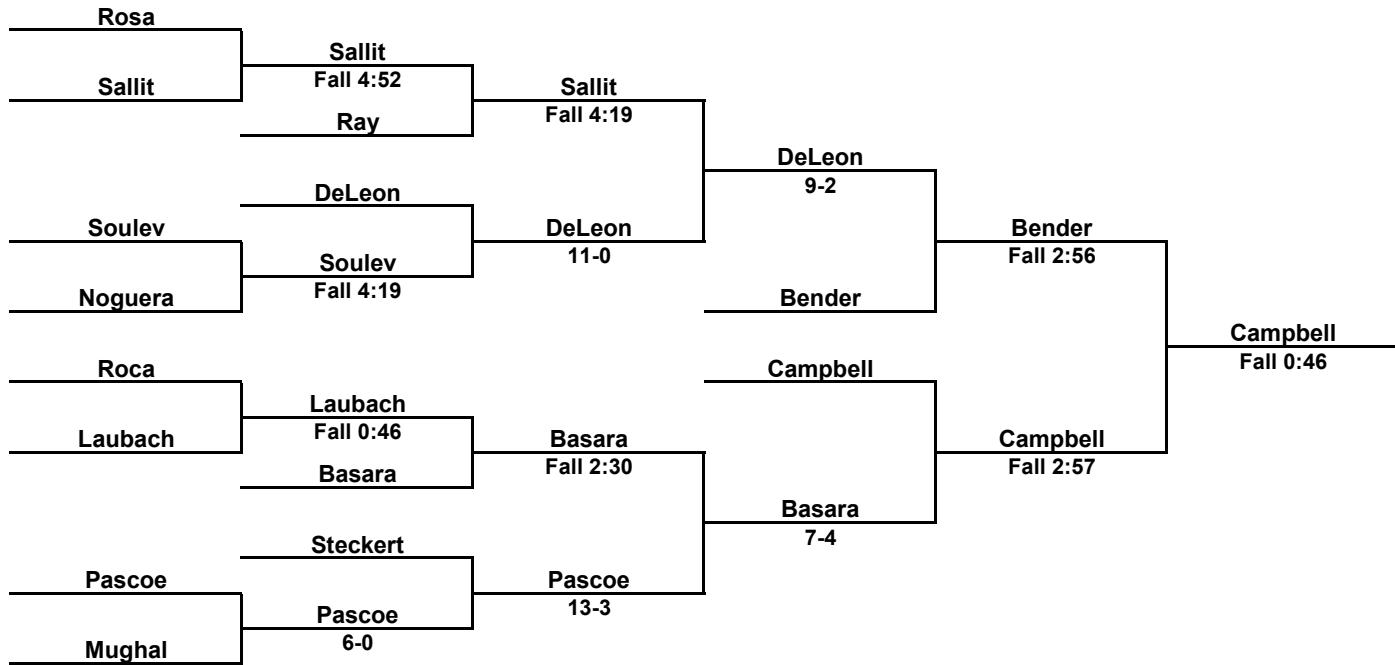 Rosa
Sallit
Sallit
Fall 4:52
Sallit
Fall 4:19
Ray
DeLeon
9-2
DeLeon
Soulev
DeLeon
11-0
Bender
Fall 2:56
Soulev
Fall 4:19
Noguera
Bender
Campbell
Fall 0:46
Roca
Campbell
Laubach
Fall 0:46
Laubach
Basara
Fall 2:30
Campbell
Fall 2:57
Basara
Basara
7-4
Steckert
Pascoe
Pascoe
13-3
Pascoe
6-0
Mughal